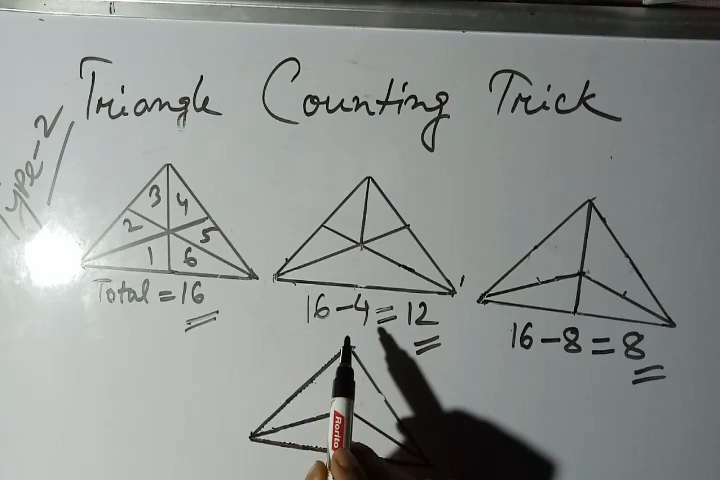 Triangle Counting Trick
Type-2
3 4
2 5
1 6
Total = 16
16-4=12
16-8=8
Rorito